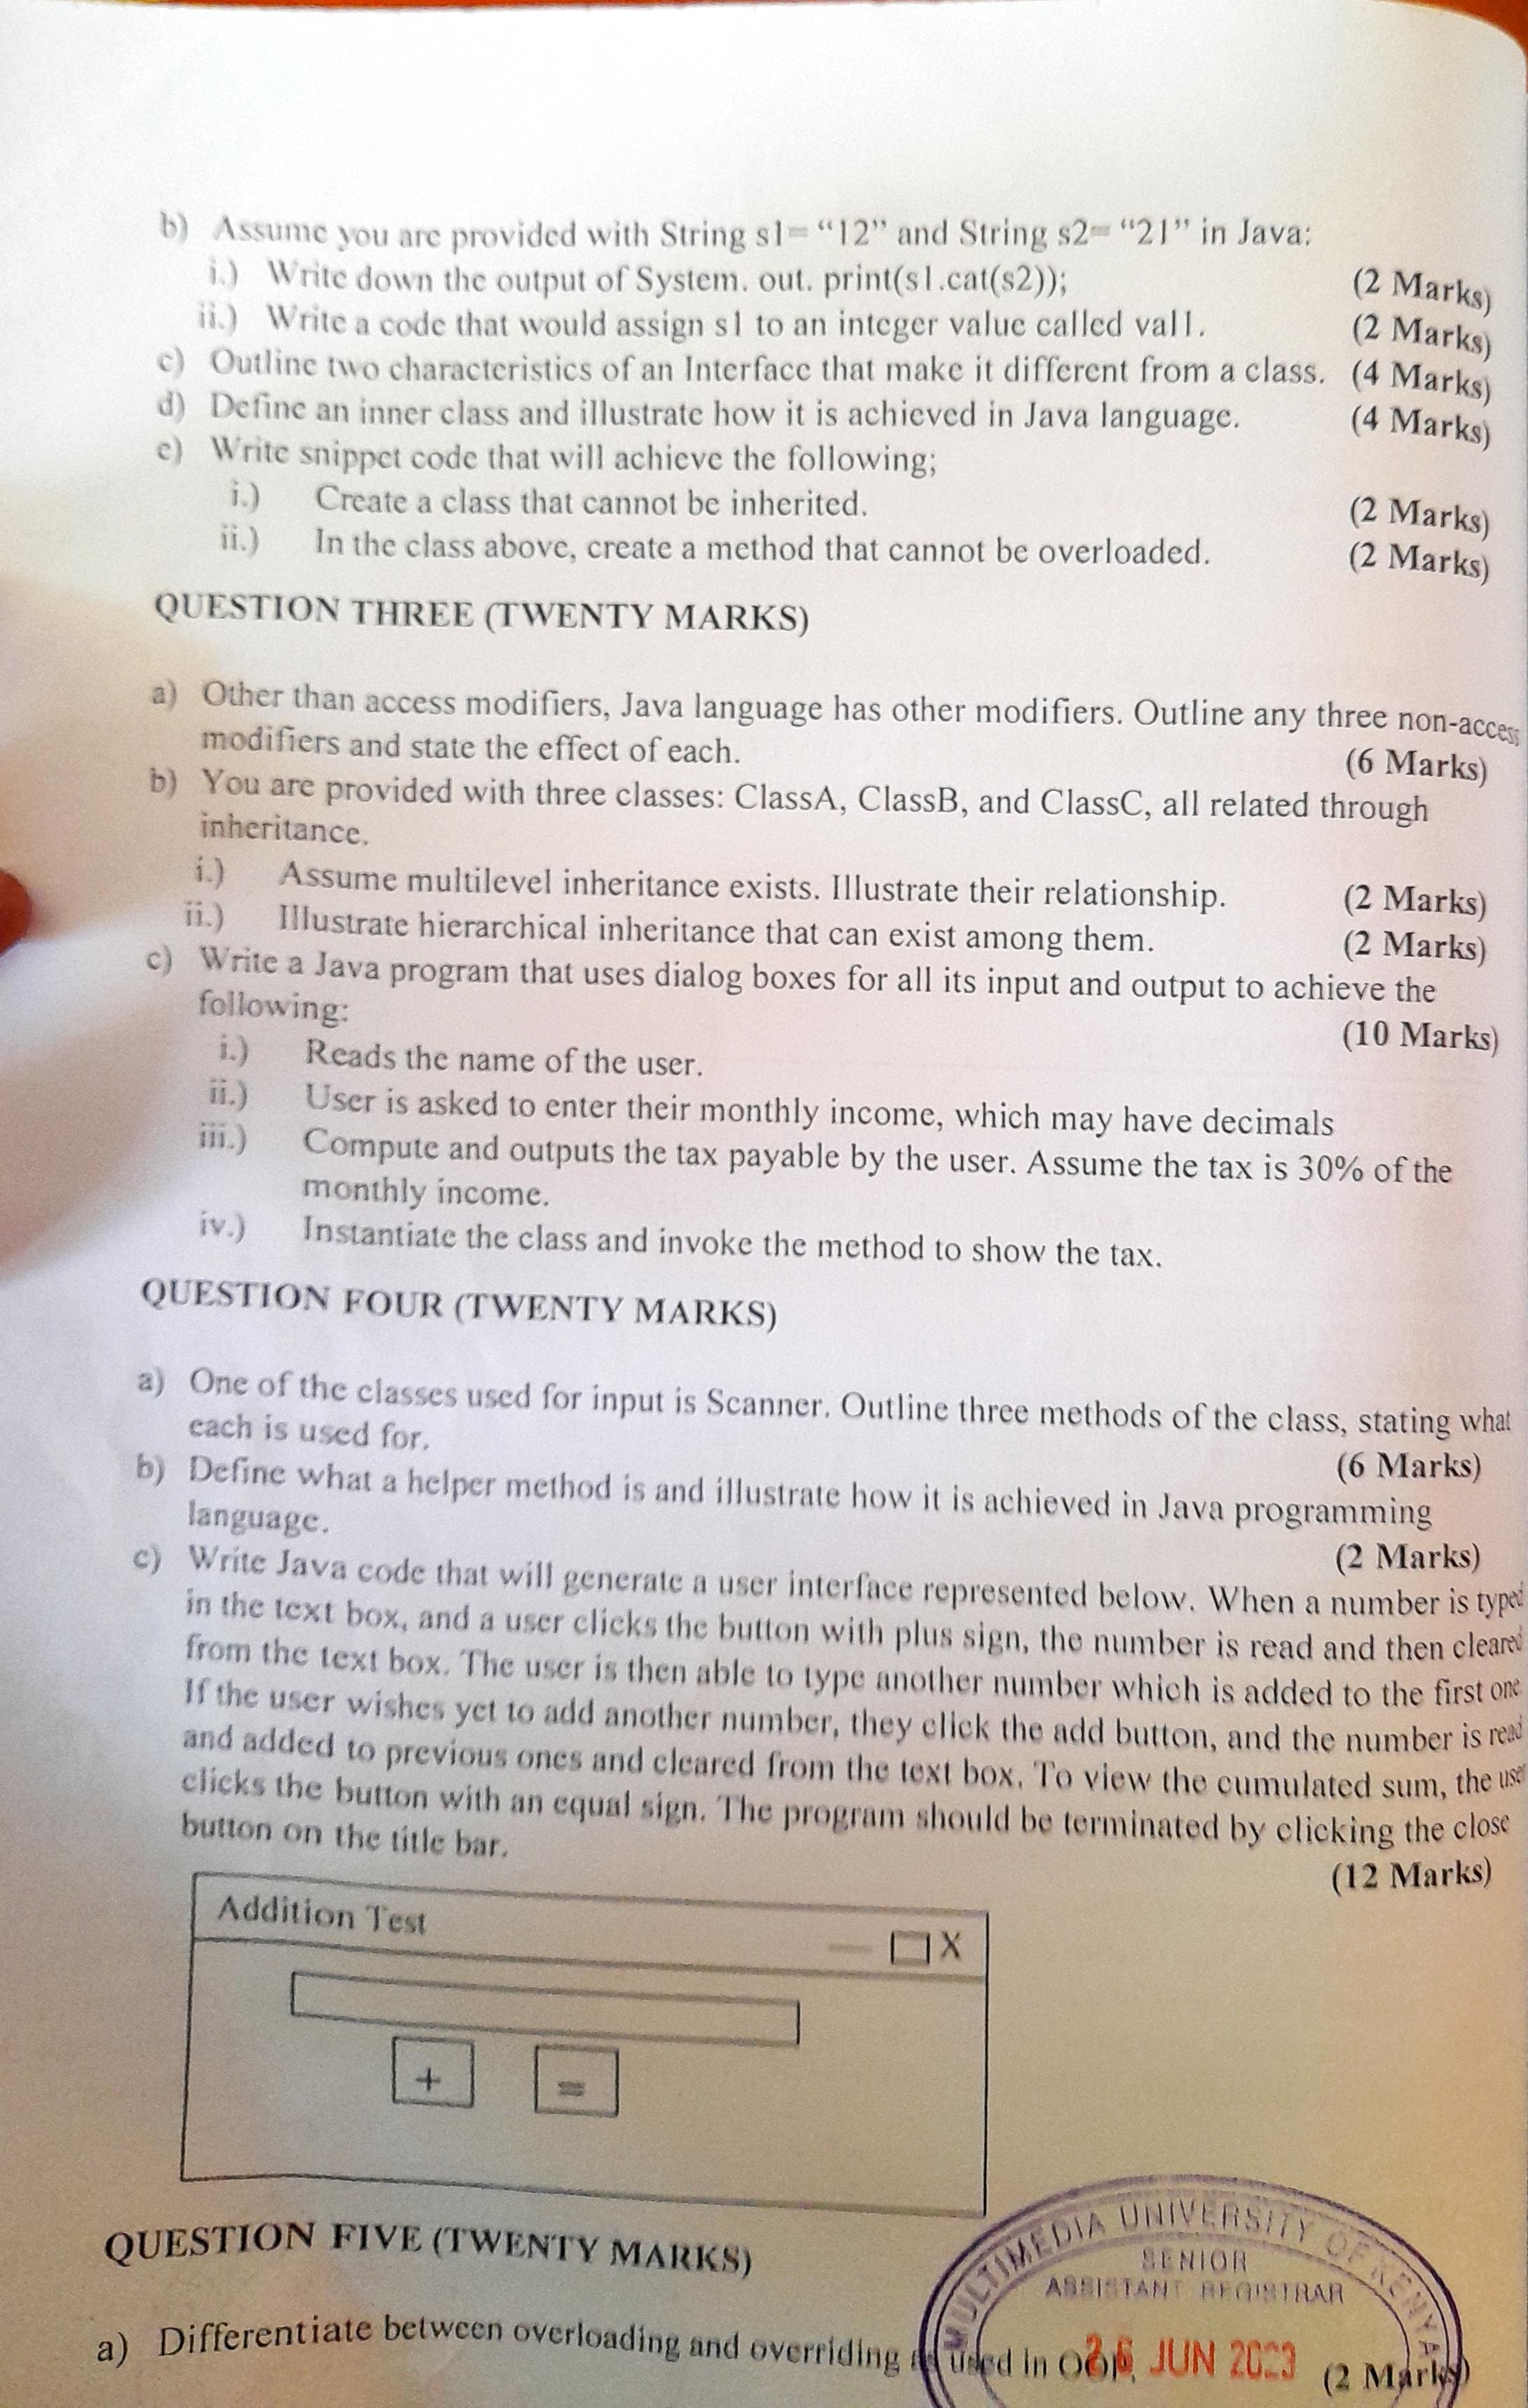 b) Assume you are provided with String s1= “12” and String s2= “21” in Java:
i.) Write down the output of System. out. print(s1.cat(s2)); (2 Marks)
ii.) Write a code that would assign s1 to an integer value called val1. (2 Marks)
c) Outline two characteristics of an Interface that make it different from a class. (4 Marks)
d) Define an inner class and illustrate how it is achieved in Java language. (4 Marks)
e) Write snippet code that will achieve the following;
i.) Create a class that cannot be inherited. (2 Marks)
ii.) In the class above, create a method that cannot be overloaded. (2 Marks)
QUESTION THREE (TWENTY MARKS)
a) Other than access modifiers, Java language has other modifiers. Outline any three non-access
modifiers and state the effect of each. (6 Marks)
b) You are provided with three classes: ClassA, ClassB, and ClassC, all related through
inheritance.
i.) Assume multilevel inheritance exists. Illustrate their relationship. (2 Marks)
ii.) Illustrate hierarchical inheritance that can exist among them. (2 Marks)
c) Write a Java program that uses dialog boxes for all its input and output to achieve the
following: (10 Marks)
i.) Reads the name of the user.
ii.) User is asked to enter their monthly income, which may have decimals
iii.) Compute and outputs the tax payable by the user. Assume the tax is 30% of the
monthly income.
iv.) Instantiate the class and invoke the method to show the tax.
QUESTION FOUR (TWENTY MARKS)
a) One of the classes used for input is Scanner. Outline three methods of the class, stating what
each is used for. (6 Marks)
b) Define what a helper method is and illustrate how it is achieved in Java programming
language. (2 Marks)
c) Write Java code that will generate a user interface represented below. When a number is typed
in the text box, and a user clicks the button with plus sign, the number is read and then cleared
from the text box. The user is then able to type another number which is added to the first one
If the user wishes yet to add another number, they click the add button, and the number is read
and added to previous ones and cleared from the text box. To view the cumulated sum, the user
clicks the button with an equal sign. The program should be terminated by clicking the close
button on the title bar. (12 Marks)
Addition Test X
+ =
QUESTION FIVE (TWENTY MARKS)
MULTIMEDIA UNIVERSITY OF KENYA
SENIOR
ASSISTANT REGISTRAR
26 JUN 2023
a) Differentiate between overloading and overriding as used in OOP. (2 Marks)